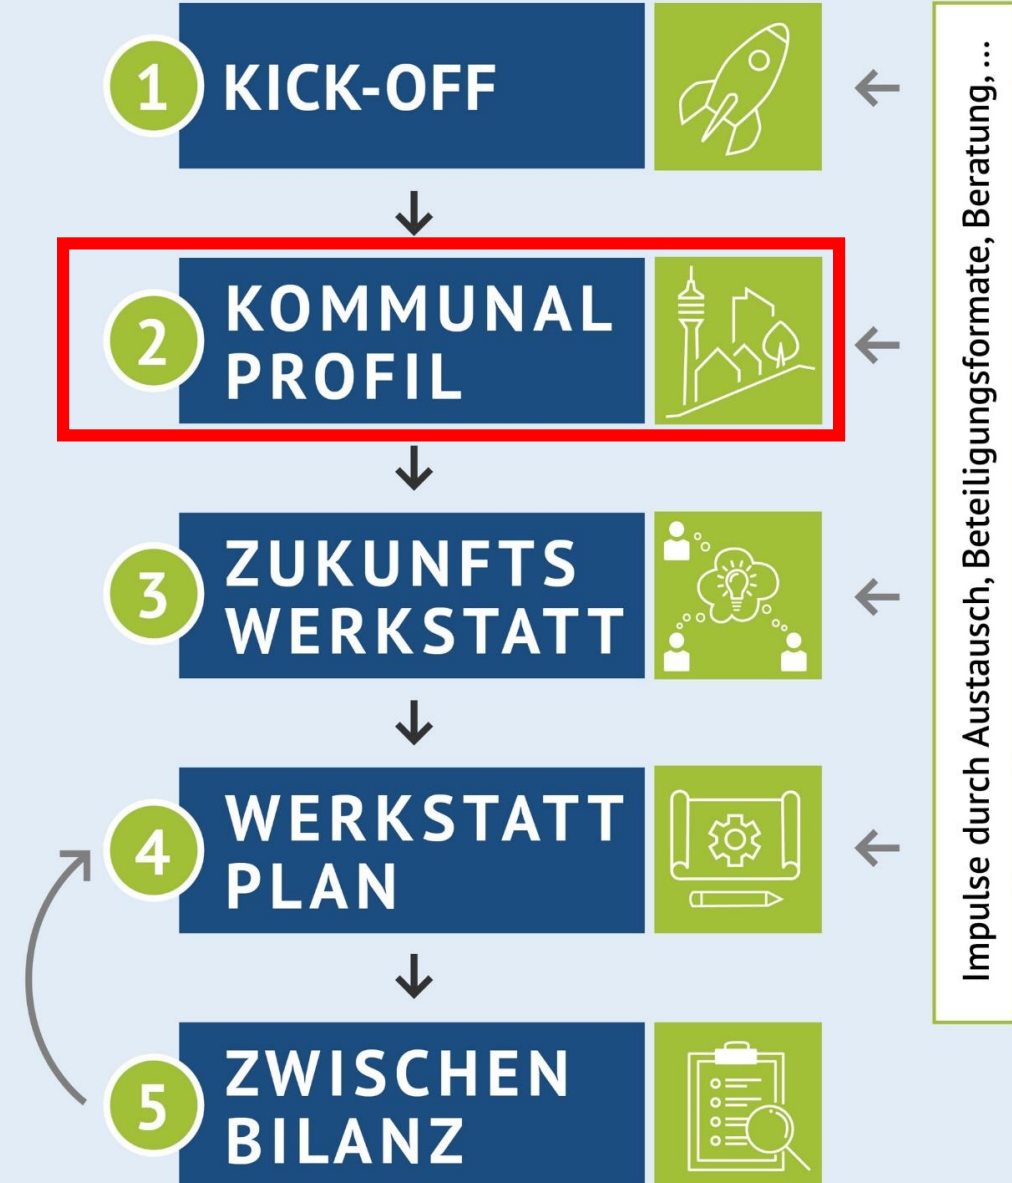 1 KICK-OFF
2 KOMMUNAL
PROFIL
3 ZUKUNFTS
WERKSTATT
4 WERKSTATT
PLAN
5 ZWISCHEN
BILANZ
Impulse durch Austausch, Beteiligungsformate, Beratung, ...